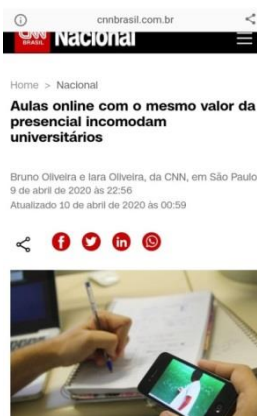 cnnbrasil.com.br
CNN
BRASIL
Nacional
Home > Nacional
Aulas online com o mesmo valor da
presencial incomodam
universitários
Bruno Oliveira e Iara Oliveira, da CNN, em São Paulo
9 de abril de 2020 às 22:56
Atualizado 10 de abril de 2020 às 00:59